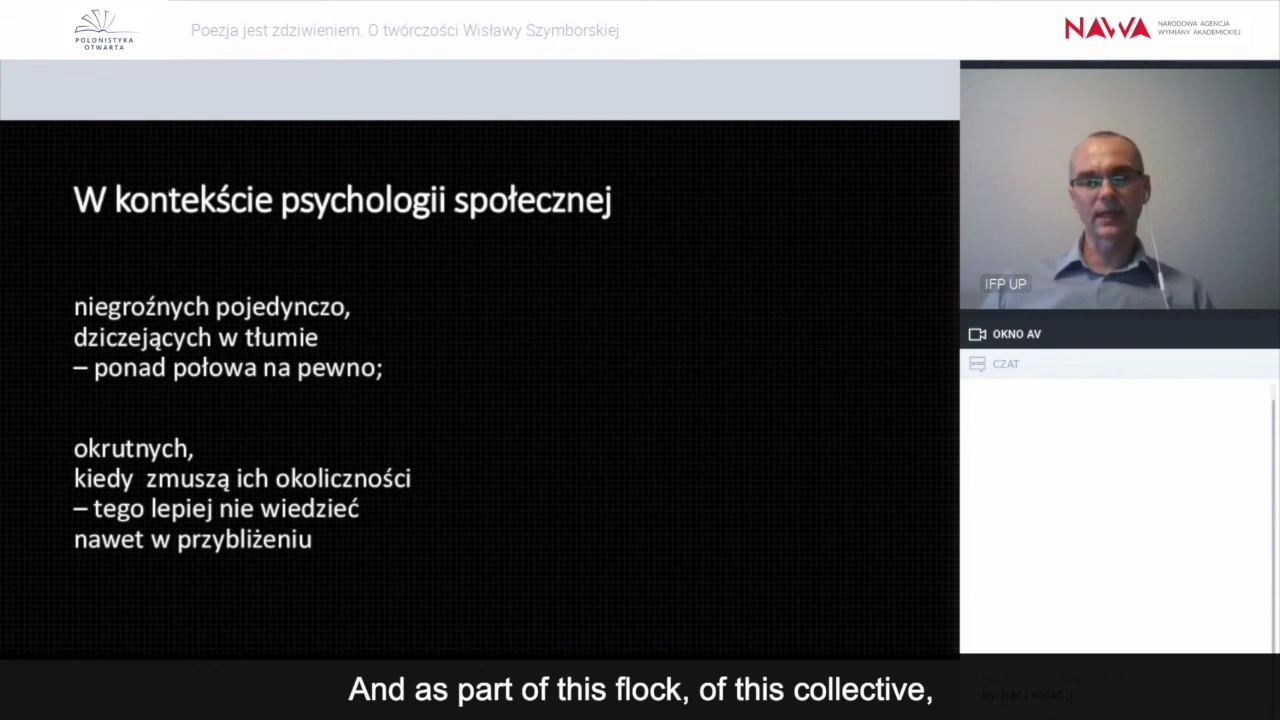 POLONISTYKA
OTWARTA
Poezja jest zdziwieniem. O twórczości Wisławy Szymborskiej
NAWA
NARODOWA AGENCJA
WYMIANY AKADEMICKIEJ
W kontekście psychologii społecznej
niegroźnych pojedynczo,
dziczejących w tłumie
– ponad połowa na pewno;
okrutnych,
kiedy zmuszą ich okoliczności
– tego lepiej nie wiedzieć
nawet w przybliżeniu
IFP UP
OKNO AV
CZAT
słychać i widać :)
And as part of this flock, of this collective,